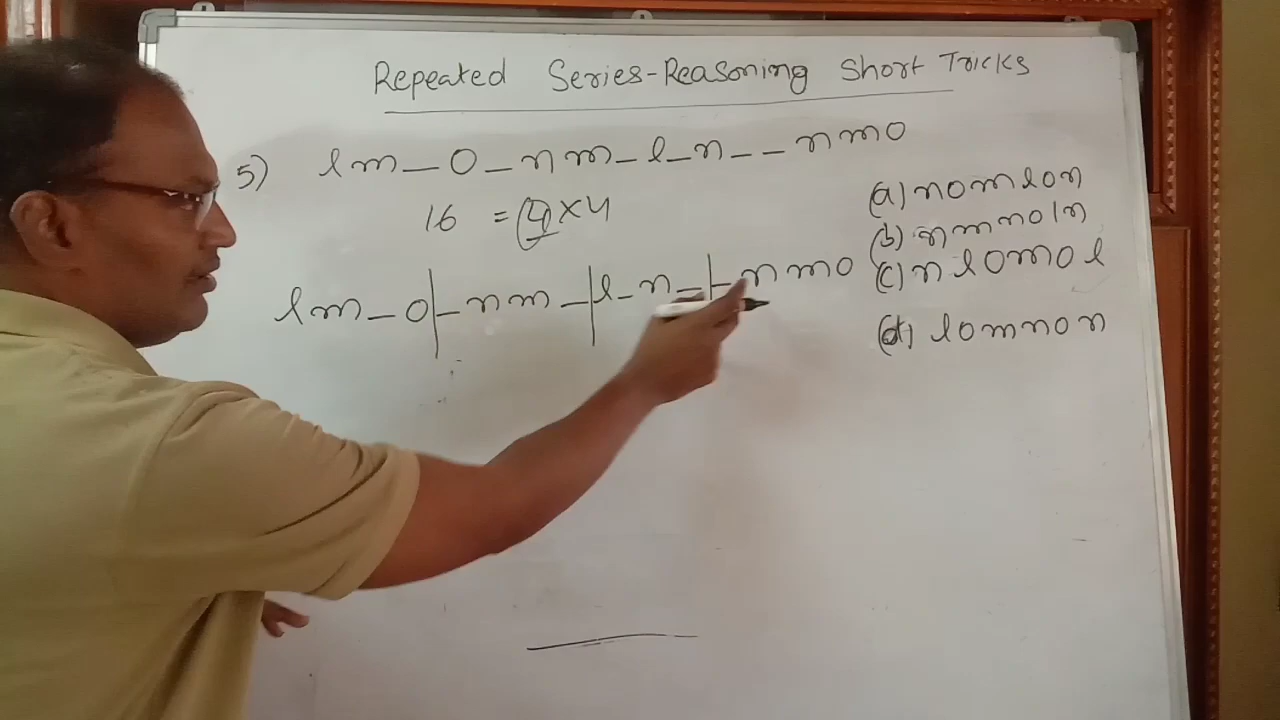 Repeated Series-Reasoning Short Tricks
5) l m _ o _ n m _ l _ n _ _ n m o
16 = 4 × 4
l m _ o | _ n m _ | l _ n _ | _ n m o
(a) n o m l o n
(b) n m n o l n
(c) n l o m o l
(d) l o m n o n